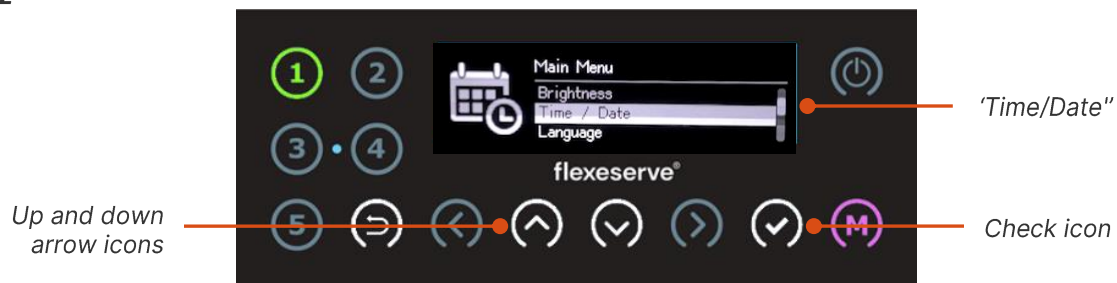 1
2
Main Menu
Brightness
Time / Date
Language
‘Time/Date"
3
4
flexeserve®
Up and down
arrow icons
5
M
Check icon